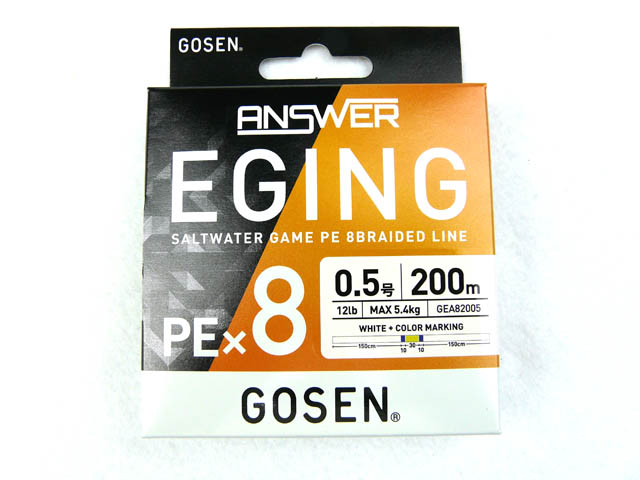 GOSEN®
ANSWER
EGING
SALTWATER GAME PE 8BRAIDED LINE
PE×8
0.5号 200m
12lb MAX 5.4kg GEA82005
WHITE + COLOR MARKING
150cm 10 30 10 150cm
GOSEN®